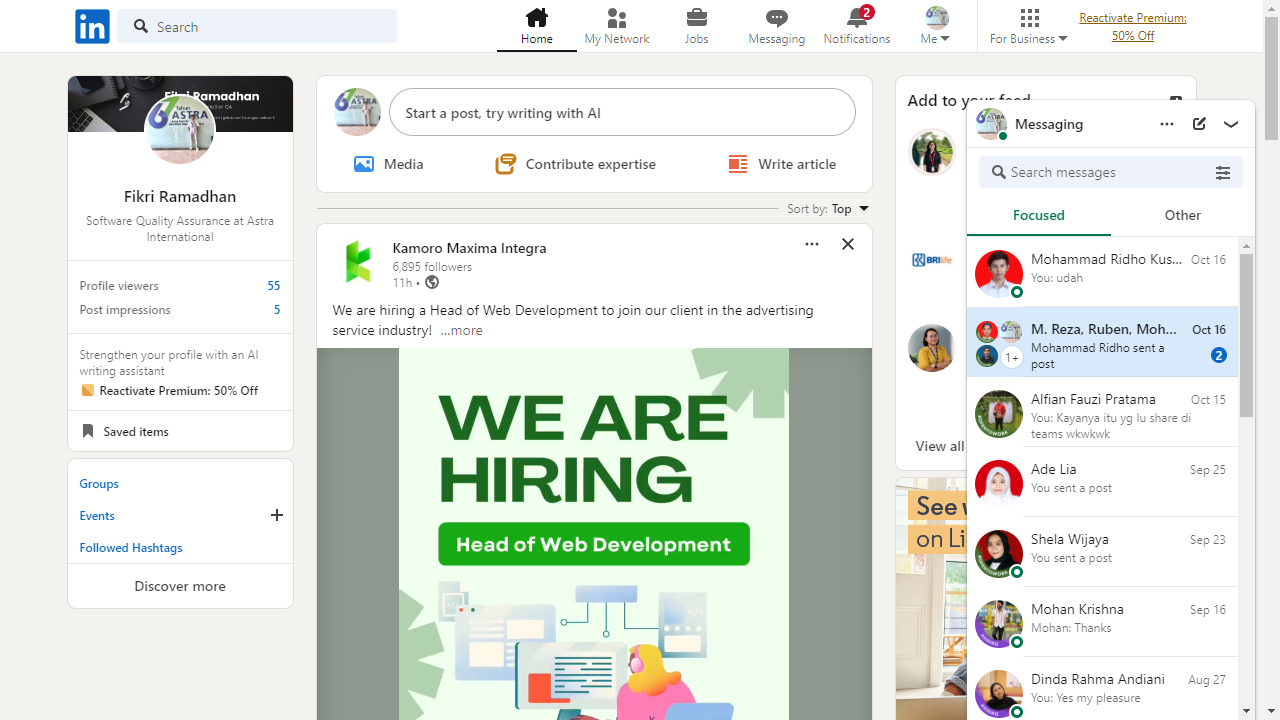 in
Search
Home
My Network
Jobs
Messaging
2
Notifications
Me
For Business
Reactivate Premium:
50% Off
Fikri Ramadhan
Fikri Ramadhan
Software Quality Assurance at Astra
International
Profile viewers 55
Post impressions 5
Strengthen your profile with an AI
writing assistant
Reactivate Premium: 50% Off
Saved items
Groups
Events
Followed Hashtags
Discover more
Start a post, try writing with AI
Media
Contribute expertise
Write article
Sort by: Top
Kamoro Maxima Integra
6,895 followers
11h •
We are hiring a Head of Web Development to join our client in the advertising
service industry! ...more
WE ARE
HIRING
Head of Web Development
Add to your feed
BRI life
View all
See
on Li
Messaging
Search messages
Focused
Other
Mohammad Ridho Kus... Oct 16
You: udah
M. Reza, Ruben, Moh... Oct 16
Mohammad Ridho sent a
post
1+
2
Alfian Fauzi Pratama Oct 15
You: Kayanya itu yg lu share di
teams wkwkwk
Ade Lia Sep 25
You sent a post
Shela Wijaya Sep 23
You sent a post
Mohan Krishna Sep 16
Mohan: Thanks
Dinda Rahma Andiani Aug 27
You: Yes my pleasure